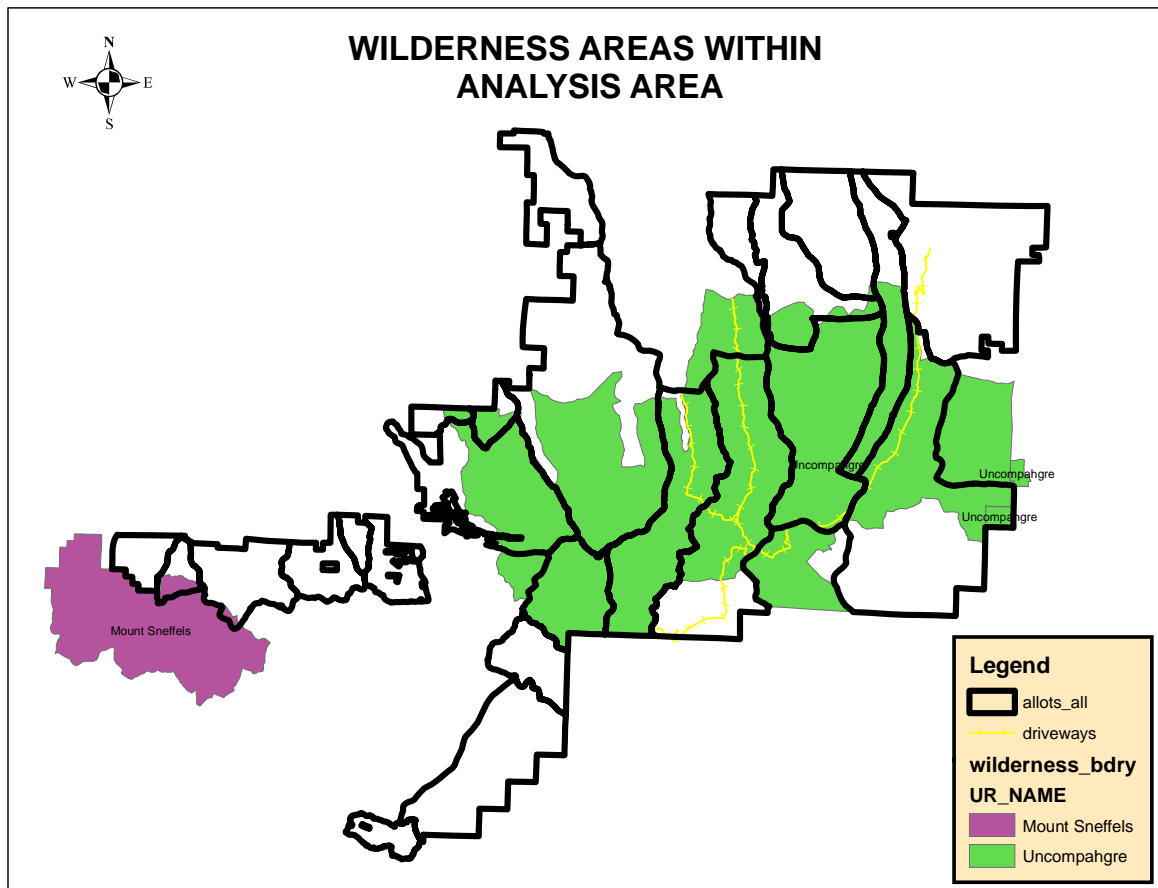 WILDERNESS AREAS WITHIN
ANALYSIS AREA
N
W E
S
Uncompahgre
Uncompahgre
Uncompahgre
Mount Sneffels
Legend
allots_all
driveways
wilderness_bdry
UR_NAME
Mount Sneffels
Uncompahgre